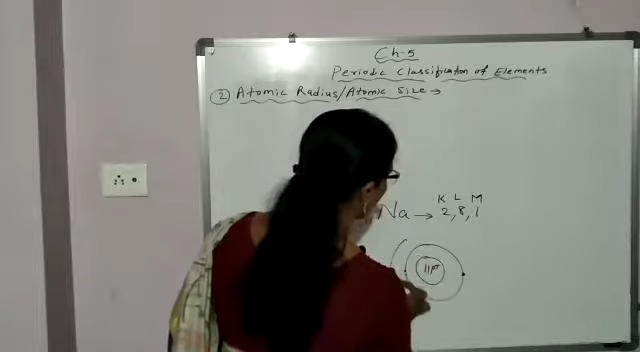 Ch-5
Periodic Classification of Elements
② Atomic Radius/Atomic Size →
K L M
Na → 2,8,1
11P⁺